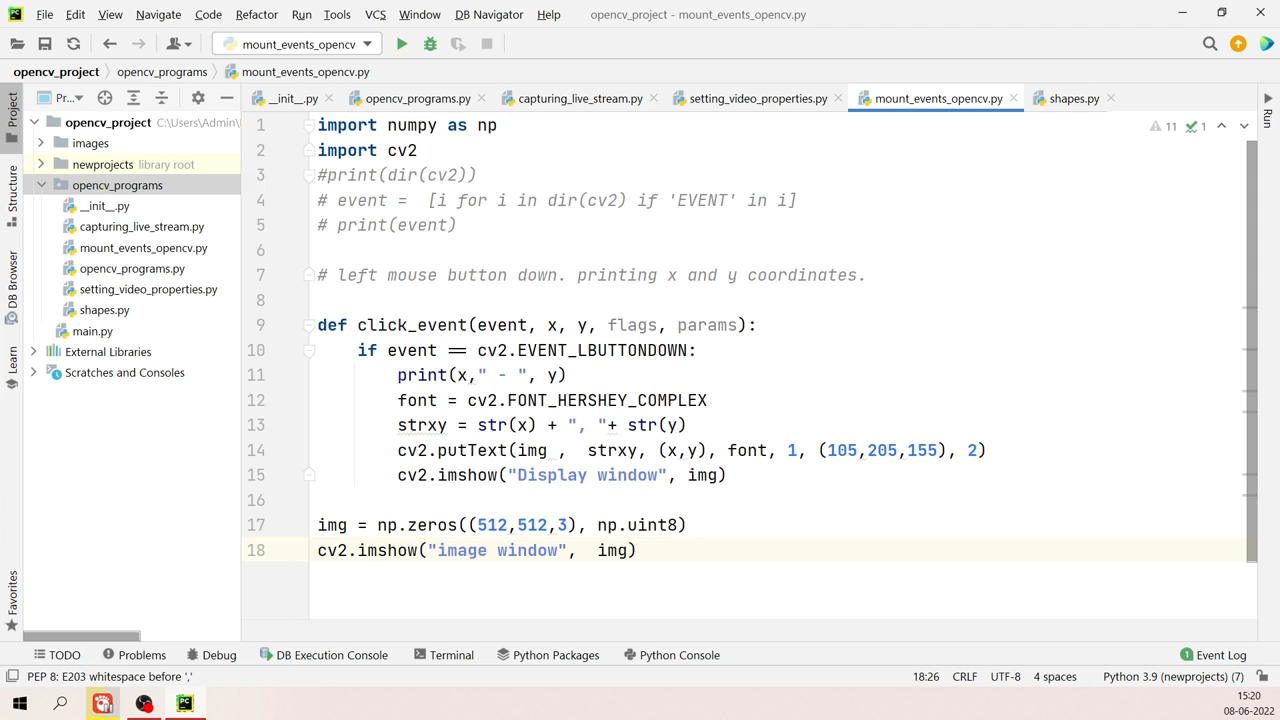 File Edit View Navigate Code Refactor Run Tools VCS Window DB Navigator Help opencv_project - mount_events_opencv.py
mount_events_opencv
opencv_project opencv_programs mount_events_opencv.py
Pr... __init__.py opencv_programs.py capturing_live_stream.py setting_video_properties.py mount_events_opencv.py shapes.py
Project
Structure
DB Browser
Learn
Favorites
Run
opencv_project C:\Users\Admin\
images
newprojects library root
opencv_programs
__init__.py
capturing_live_stream.py
mount_events_opencv.py
opencv_programs.py
setting_video_properties.py
shapes.py
main.py
External Libraries
Scratches and Consoles
11 1
1 import numpy as np
2 import cv2
3 #print(dir(cv2))
4 # event =  [i for i in dir(cv2) if 'EVENT' in i]
5 # print(event)
6
7 # left mouse button down. printing x and y coordinates.
8
9 def click_event(event, x, y, flags, params):
10     if event == cv2.EVENT_LBUTTONDOWN:
11         print(x," - ", y)
12         font = cv2.FONT_HERSHEY_COMPLEX
13         strxy = str(x) + ", "+ str(y)
14         cv2.putText(img ,  strxy, (x,y), font, 1, (105,205,155), 2)
15         cv2.imshow("Display window", img)
16
17 img = np.zeros((512,512,3), np.uint8)
18 cv2.imshow("image window",  img)
TODO Problems Debug DB Execution Console Terminal Python Packages Python Console 1 Event Log
PEP 8: E203 whitespace before ',' 18:26 CRLF UTF-8 4 spaces Python 3.9 (newprojects) (7)
PC
15:20
08-06-2022